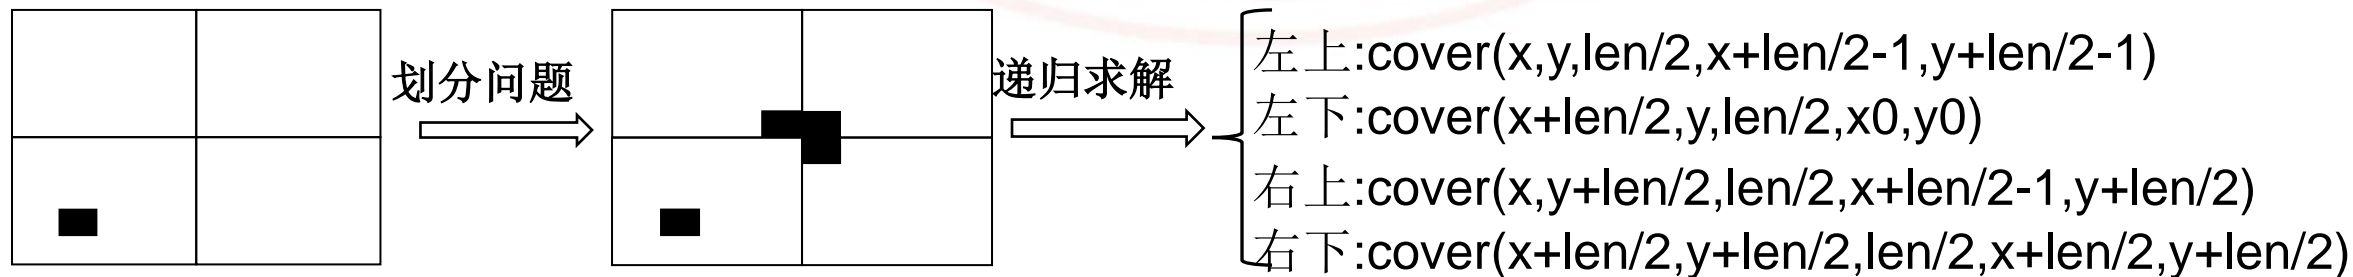 划分问题
递归求解
左上:cover(x,y,len/2,x+len/2-1,y+len/2-1)
左下:cover(x+len/2,y,len/2,x0,y0)
右上:cover(x,y+len/2,len/2,x+len/2-1,y+len/2)
右下:cover(x+len/2,y+len/2,len/2,x+len/2,y+len/2)